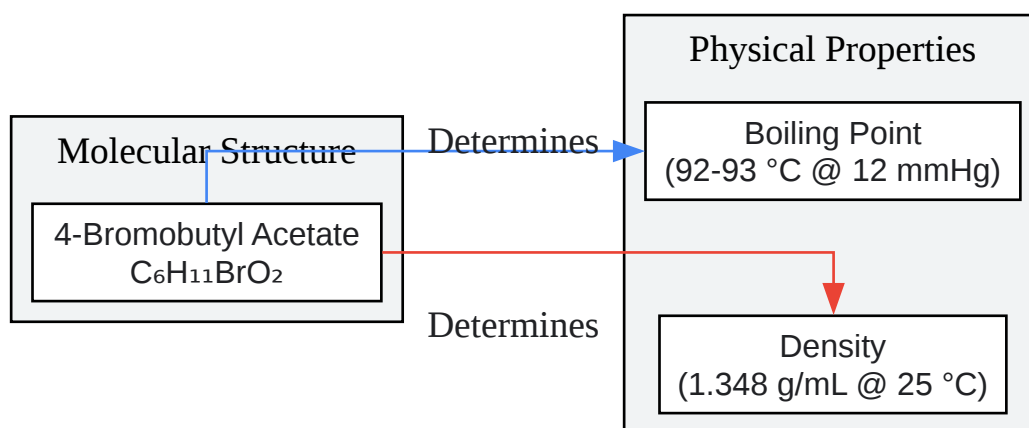 Physical Properties
Molecular Structure
Determines
Boiling Point
(92-93 °C @ 12 mmHg)
4-Bromobutyl Acetate
C₆H₁₁BrO₂
Determines
Density
(1.348 g/mL @ 25 °C)